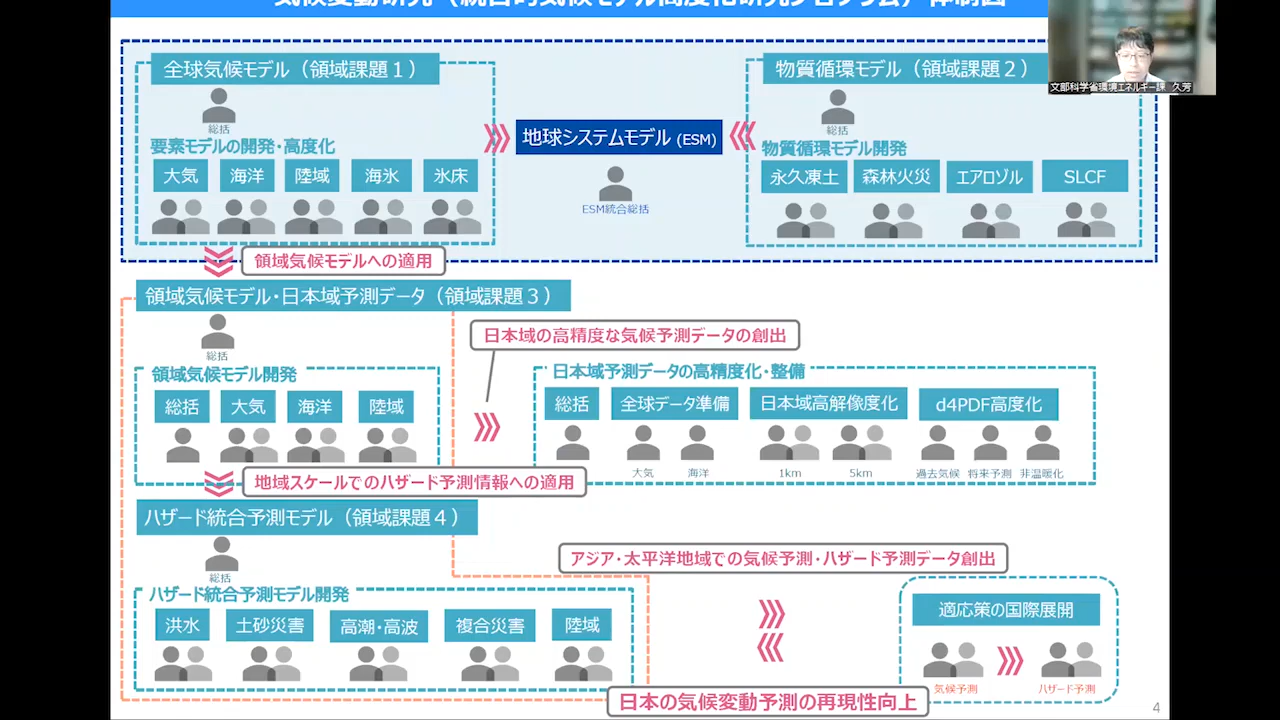 気候変動研究（統合的気候モデル高度化研究プログラム）体制図
文部科学省環境エネルギー課 久芳
全球気候モデル（領域課題１）
総括
要素モデルの開発・高度化
大気
海洋
陸域
海氷
氷床
地球システムモデル (ESM)
ESM統合総括
物質循環モデル（領域課題２）
総括
物質循環モデル開発
永久凍土
森林火災
エアロゾル
SLCF
領域気候モデルへの適用
領域気候モデル・日本域予測データ（領域課題３）
総括
領域気候モデル開発
総括
大気
海洋
陸域
日本域の高精度な気候予測データの創出
日本域予測データの高精度化・整備
総括
全球データ準備
日本域高解像度化
d4PDF高度化
大気
海洋
1km
5km
過去気候
将来予測
非温暖化
地域スケールでのハザード予測情報への適用
ハザード統合予測モデル（領域課題４）
総括
ハザード統合予測モデル開発
洪水
土砂災害
高潮・高波
複合災害
陸域
アジア・太平洋地域での気候予測・ハザード予測データ創出
適応策の国際展開
気候予測
ハザード予測
日本の気候変動予測の再現性向上
4